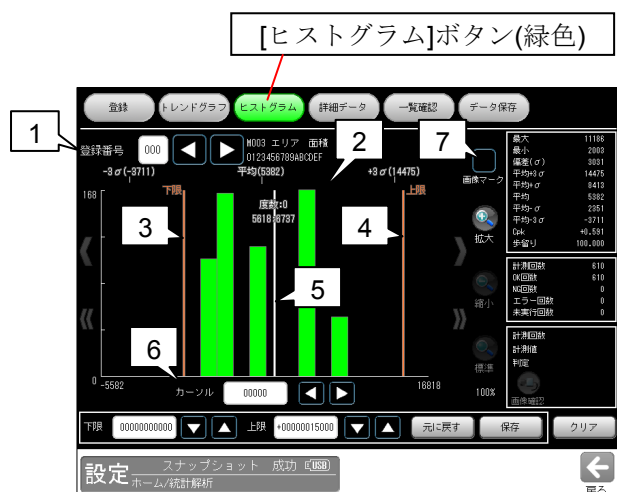 [ヒストグラム]ボタン(緑色)
登録 トレンドグラフ ヒストグラム 詳細データ 一覧確認 データ保存
1
登録番号 000 M003 エリア 面積
0123456789ABCDEF
2
7
画像マーク
-3σ(-3711) 平均(5382) +3σ(14475)
168 下限 上限
度数:0
5618:6737
3
4
5
6
拡大
縮小
標準
100%
0 -5582 16818
カーソル 00000
最大 11186
最小 2003
偏差(σ) 3031
平均+3σ 14475
平均+σ 8413
平均 5382
平均-σ 2351
平均-3σ -3711
Cpk +0.591
歩留り 100.000
計測回数 610
OK回数 610
NG回数 0
エラー回数 0
未実行回数 0
計測回数
計測値
判定
画像確認
下限 00000000000 上限 +00000015000 元に戻す 保存 クリア
設定 スナップショット 成功 USB
ホーム/統計解析
戻る